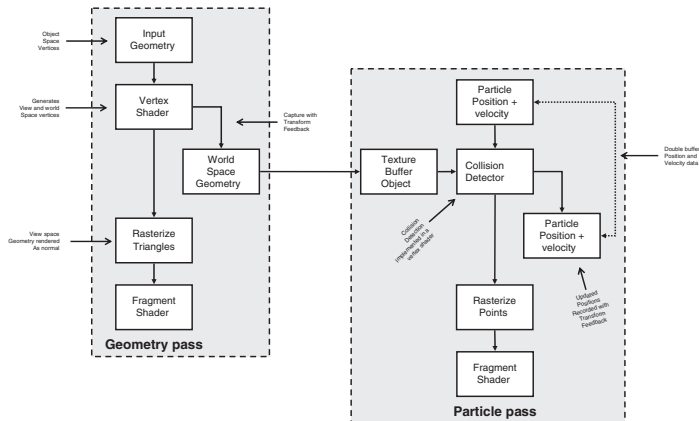 Object
Space
Vertices
Input
Geometry
Generates
View and world
Space vertices
Vertex
Shader
Capture with
Transform
Feedback
World
Space
Geometry
View space
Geometry rendered
As normal
Rasterize
Triangles
Fragment
Shader
Geometry pass
Particle
Position +
velocity
Texture
Buffer
Object
Collision
Detector
Double buffer
Position and
Velocity data
Collision
Detection
Implemented in a
vertex shader
Particle
Position +
velocity
Updated
Positions
Recorded with
Transform
Feedback
Rasterize
Points
Fragment
Shader
Particle pass